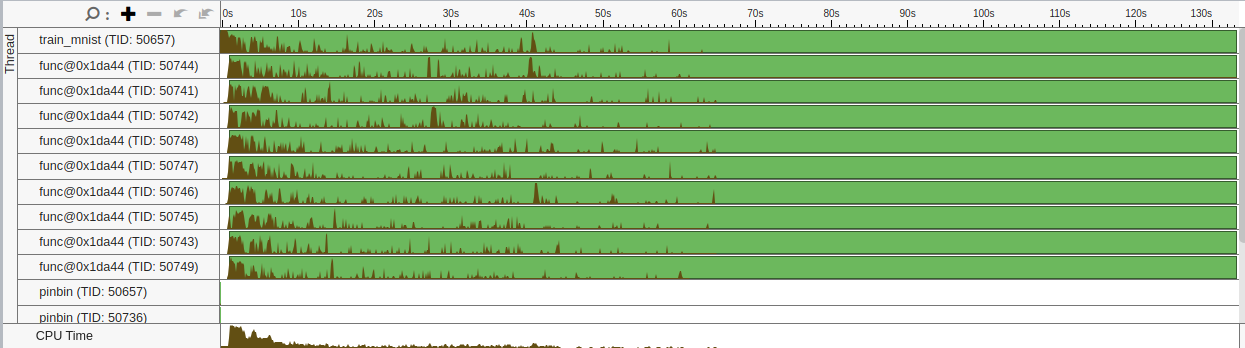 0s 10s 20s 30s 40s 50s 60s 70s 80s 90s 100s 110s 120s 130s
Thread
train_mnist (TID: 50657)
func@0x1da44 (TID: 50744)
func@0x1da44 (TID: 50741)
func@0x1da44 (TID: 50742)
func@0x1da44 (TID: 50748)
func@0x1da44 (TID: 50747)
func@0x1da44 (TID: 50746)
func@0x1da44 (TID: 50745)
func@0x1da44 (TID: 50743)
func@0x1da44 (TID: 50749)
pinbin (TID: 50657)
pinbin (TID: 50736)
CPU Time